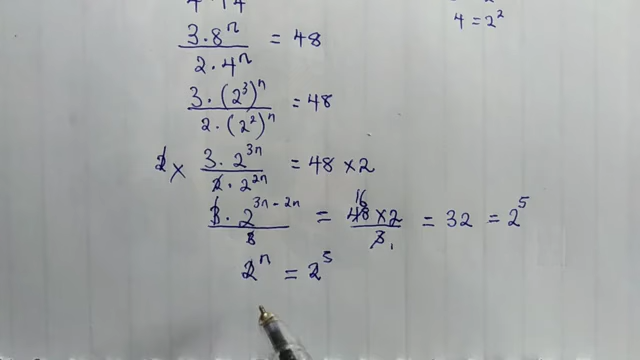 4 = 2²
3·8ⁿ / 2·4ⁿ = 48
3·(2³)ⁿ / 2·(2²)ⁿ = 48
2 × 3·2³ⁿ / 2·2²ⁿ = 48 × 2
3·2³ⁿ⁻²ⁿ / 3 = 16 48 × 2 / 3 1 = 32 = 2⁵
2ⁿ = 2⁵